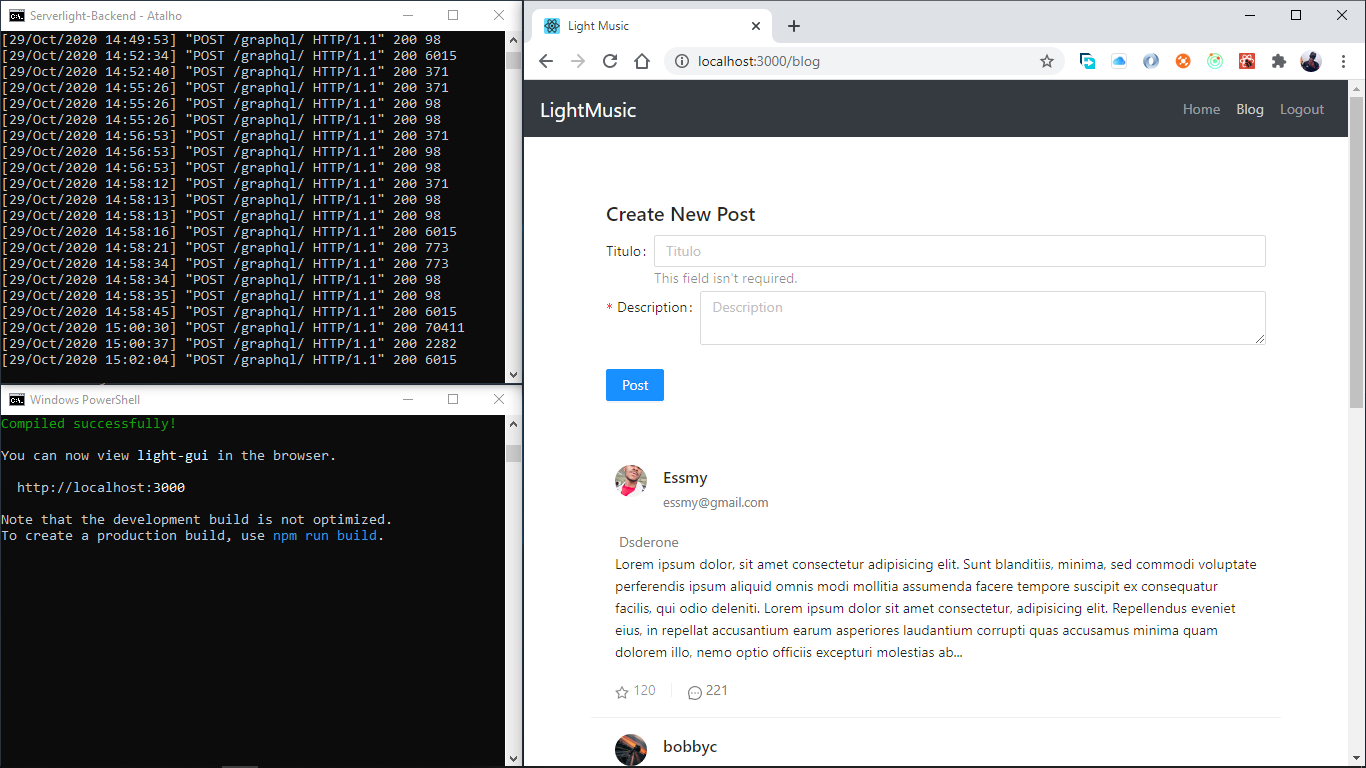 Serverlight-Backend - Atalho
[29/Oct/2020 14:49:53] "POST /graphql/ HTTP/1.1" 200 98
[29/Oct/2020 14:52:34] "POST /graphql/ HTTP/1.1" 200 6015
[29/Oct/2020 14:52:40] "POST /graphql/ HTTP/1.1" 200 371
[29/Oct/2020 14:55:26] "POST /graphql/ HTTP/1.1" 200 371
[29/Oct/2020 14:55:26] "POST /graphql/ HTTP/1.1" 200 98
[29/Oct/2020 14:55:26] "POST /graphql/ HTTP/1.1" 200 98
[29/Oct/2020 14:56:53] "POST /graphql/ HTTP/1.1" 200 371
[29/Oct/2020 14:56:53] "POST /graphql/ HTTP/1.1" 200 98
[29/Oct/2020 14:56:53] "POST /graphql/ HTTP/1.1" 200 98
[29/Oct/2020 14:58:12] "POST /graphql/ HTTP/1.1" 200 371
[29/Oct/2020 14:58:13] "POST /graphql/ HTTP/1.1" 200 98
[29/Oct/2020 14:58:13] "POST /graphql/ HTTP/1.1" 200 98
[29/Oct/2020 14:58:16] "POST /graphql/ HTTP/1.1" 200 6015
[29/Oct/2020 14:58:21] "POST /graphql/ HTTP/1.1" 200 773
[29/Oct/2020 14:58:34] "POST /graphql/ HTTP/1.1" 200 773
[29/Oct/2020 14:58:34] "POST /graphql/ HTTP/1.1" 200 98
[29/Oct/2020 14:58:35] "POST /graphql/ HTTP/1.1" 200 98
[29/Oct/2020 14:58:45] "POST /graphql/ HTTP/1.1" 200 6015
[29/Oct/2020 15:00:30] "POST /graphql/ HTTP/1.1" 200 70411
[29/Oct/2020 15:00:37] "POST /graphql/ HTTP/1.1" 200 2282
[29/Oct/2020 15:02:04] "POST /graphql/ HTTP/1.1" 200 6015
Windows PowerShell
Compiled successfully!
You can now view light-gui in the browser.
http://localhost:3000
Note that the development build is not optimized.
To create a production build, use npm run build.
Light Music
localhost:3000/blog
LightMusic
Home Blog Logout
Create New Post
Titulo: Titulo
This field isn't required.
* Description: Description
Post
Essmy
essmy@gmail.com
Dsderone
Lorem ipsum dolor, sit amet consectetur adipisicing elit. Sunt blanditiis, minima, sed commodi voluptate
perferendis ipsum aliquid omnis modi mollitia assumenda facere tempore suscipit ex consequatur
facilis, qui odio deleniti. Lorem ipsum dolor sit amet consectetur, adipisicing elit. Repellendus eveniet
eius, in repellat accusantium earum asperiores laudantium corrupti quas accusamus minima quam
dolorem illo, nemo optio officiis excepturi molestias ab...
120 221
bobbyc